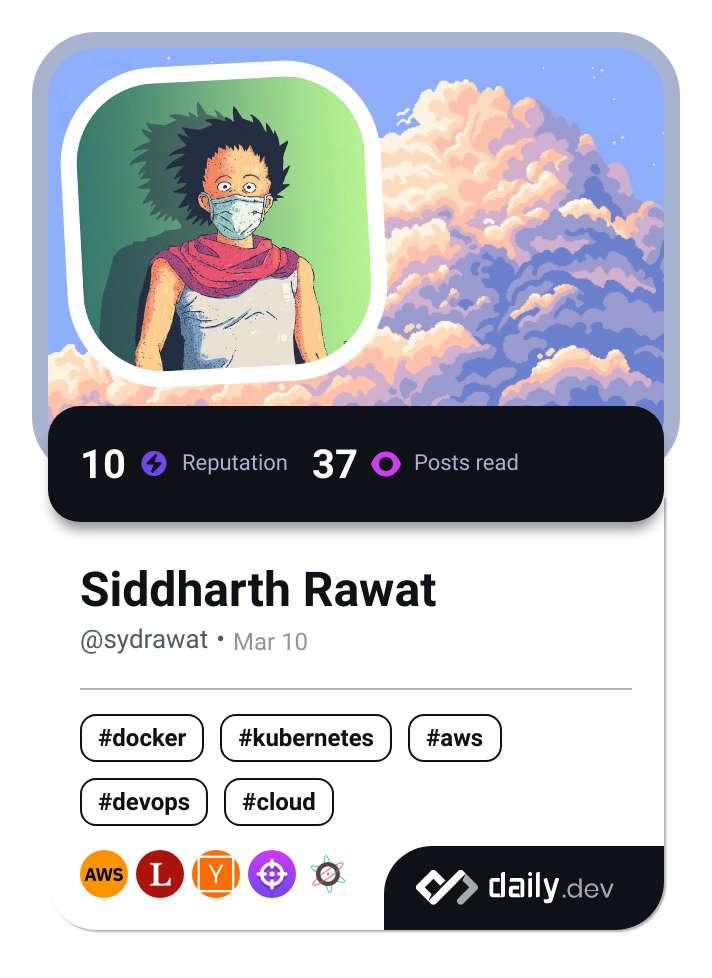 10 Reputation 37 Posts read
Siddharth Rawat
@sydrawat • Mar 10
#docker #kubernetes #aws
#devops #cloud
AWS L Y
daily.dev